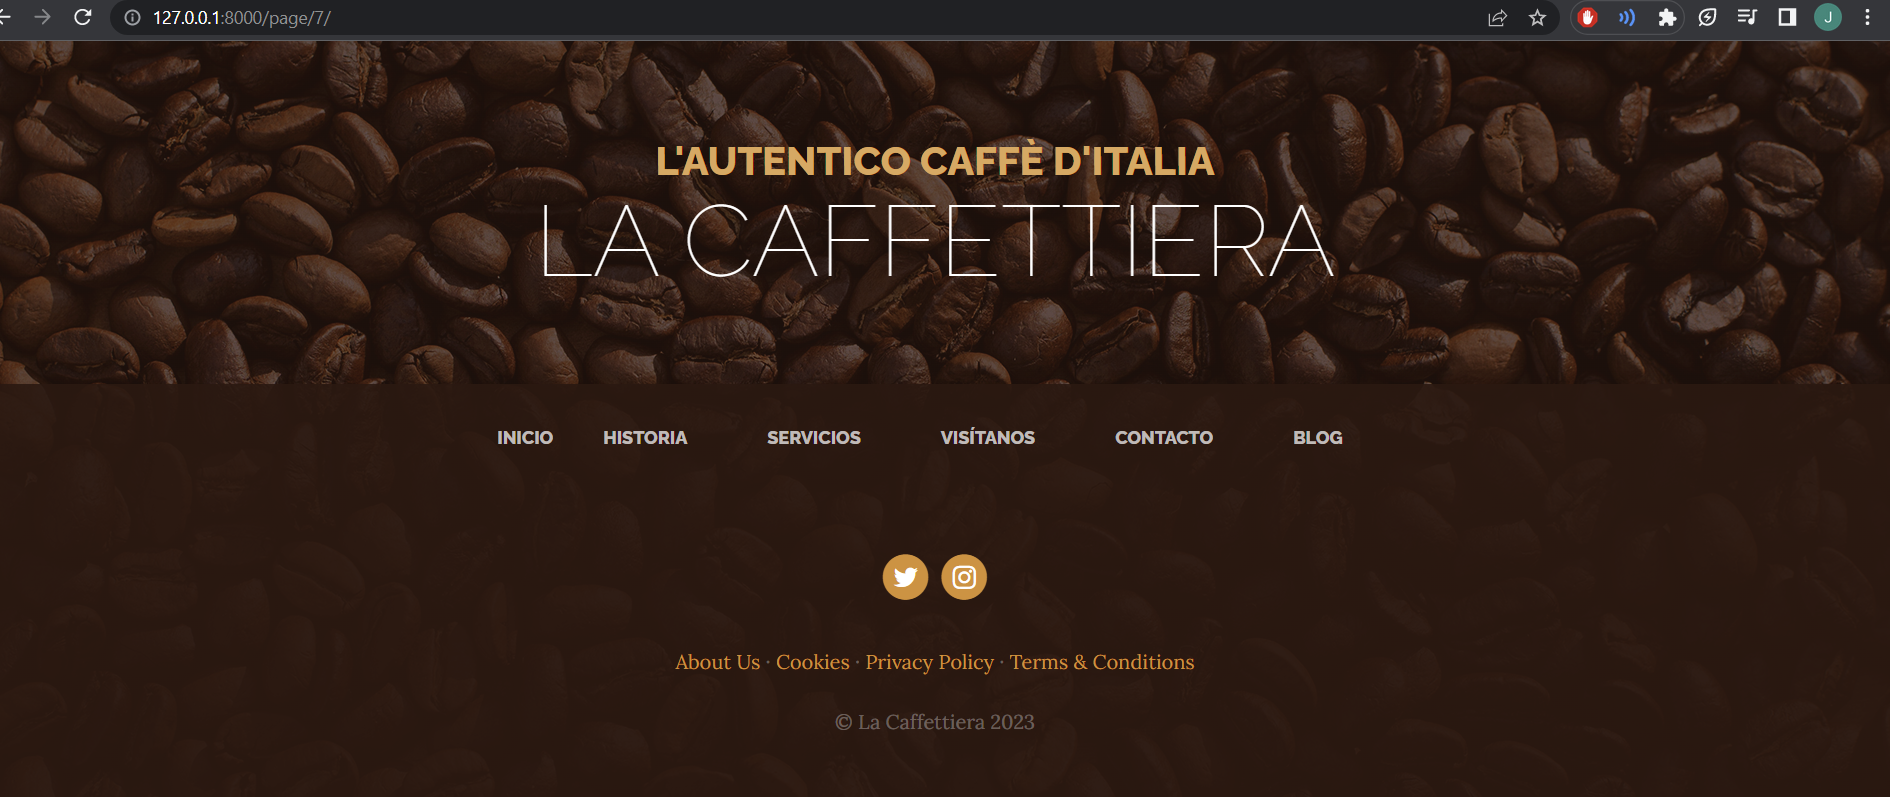 127.0.0.1:8000/page/7/
J
L'AUTENTICO CAFFÈ D'ITALIA
LA CAFFETTIERA
INICIO HISTORIA SERVICIOS VISÍTANOS CONTACTO BLOG
About Us · Cookies · Privacy Policy · Terms & Conditions
© La Caffettiera 2023